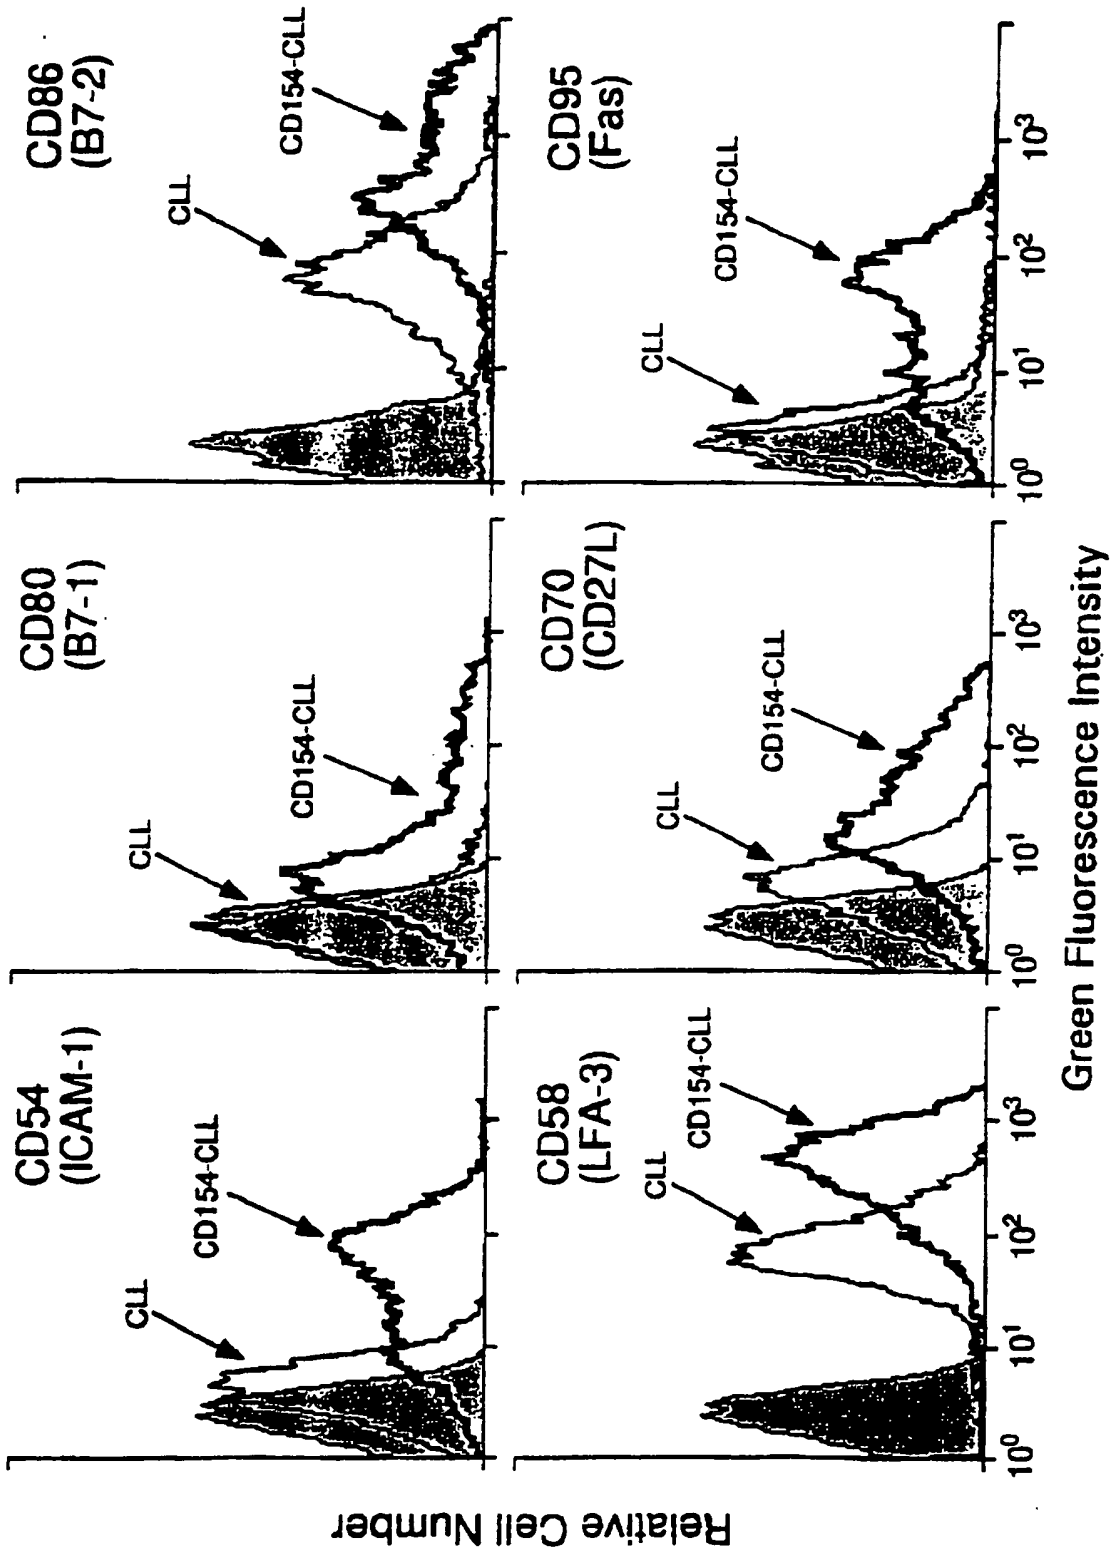 CD54
(ICAM-1)
CLL
CD154-CLL
CD80
(B7-1)
CLL
CD154-CLL
CD86
(B7-2)
CLL
CD154-CLL
CD58
(LFA-3)
CLL
CD154-CLL
10⁰ 10¹ 10² 10³
CD70
(CD27L)
CLL
CD154-CLL
10⁰ 10¹ 10² 10³
CD95
(Fas)
CLL
CD154-CLL
10⁰ 10¹ 10² 10³
Relative Cell Number
Green Fluorescence Intensity